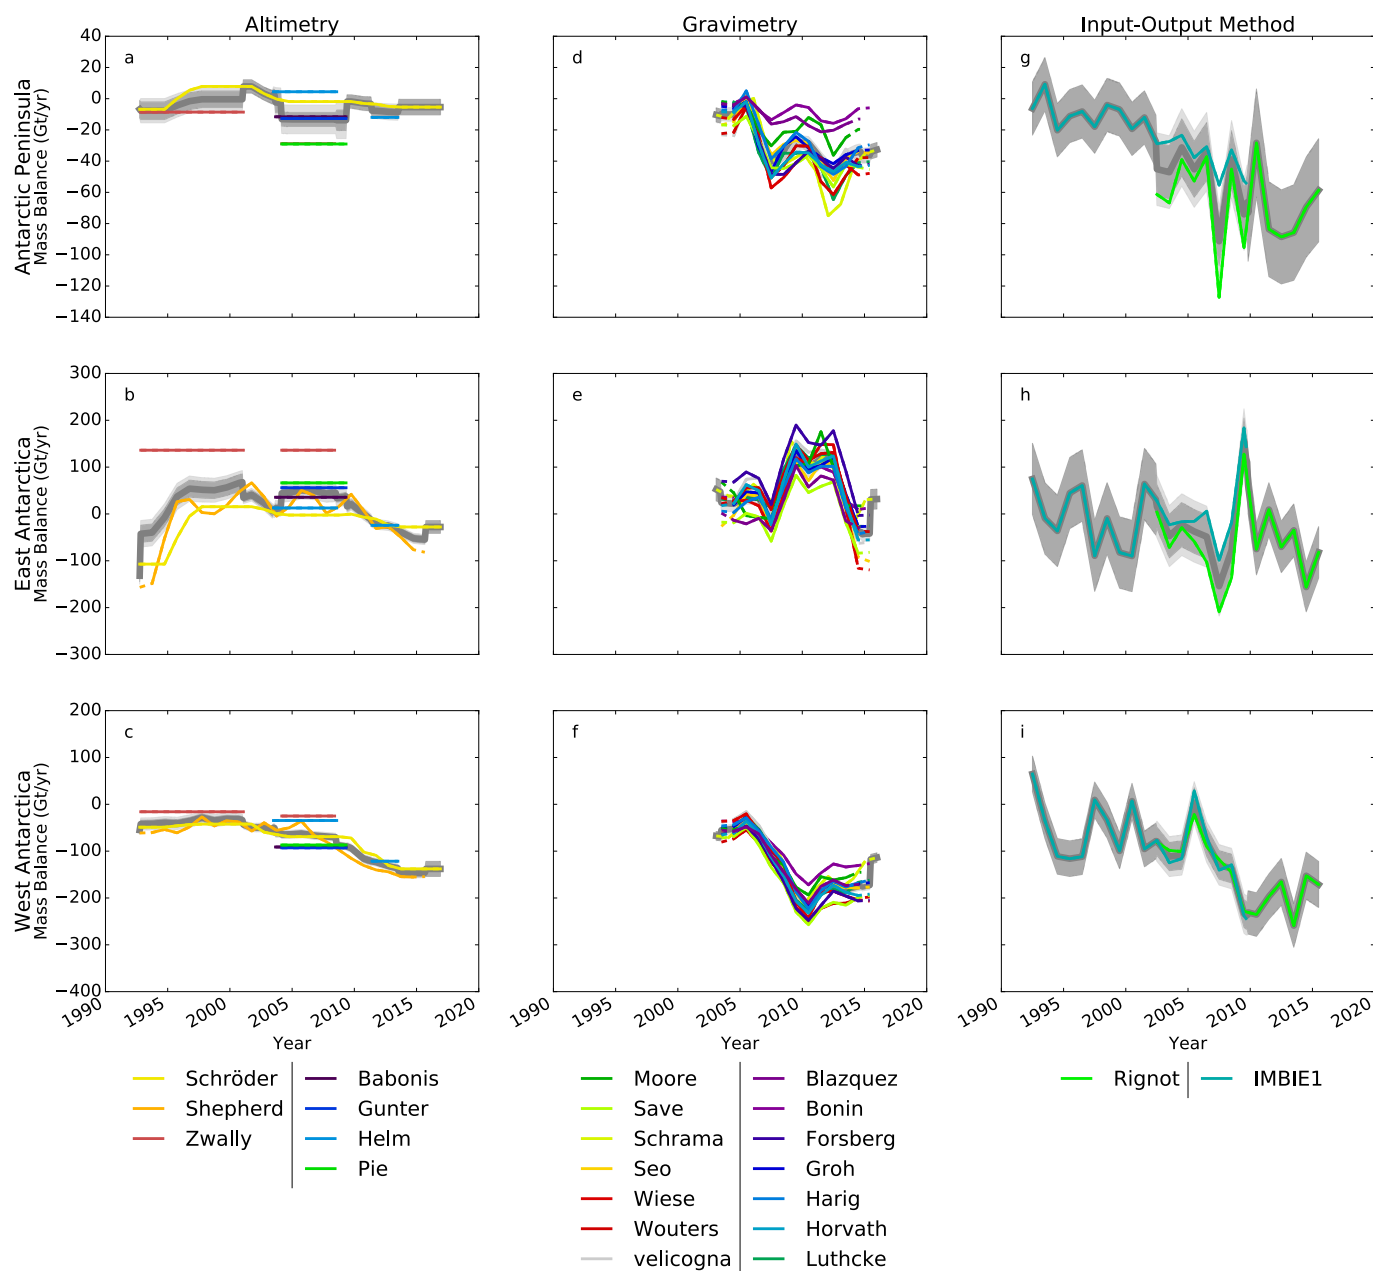 Altimetry
Gravimetry
Input-Output Method
Antarctic Peninsula
Mass Balance (Gt/yr)
40
20
0
−20
−40
−60
−80
−100
−120
−140
a
d
g
East Antarctica
Mass Balance (Gt/yr)
300
200
100
0
−100
−200
−300
b
e
h
West Antarctica
Mass Balance (Gt/yr)
200
100
0
−100
−200
−300
−400
c
f
i
1990 1995 2000 2005 2010 2015 2020
1990 1995 2000 2005 2010 2015 2020
1990 1995 2000 2005 2010 2015 2020
Year
Year
Year
Schröder
Shepherd
Zwally
Babonis
Gunter
Helm
Pie
Moore
Save
Schrama
Seo
Wiese
Wouters
velicogna
Blazquez
Bonin
Forsberg
Groh
Harig
Horvath
Luthcke
Rignot
IMBIE1